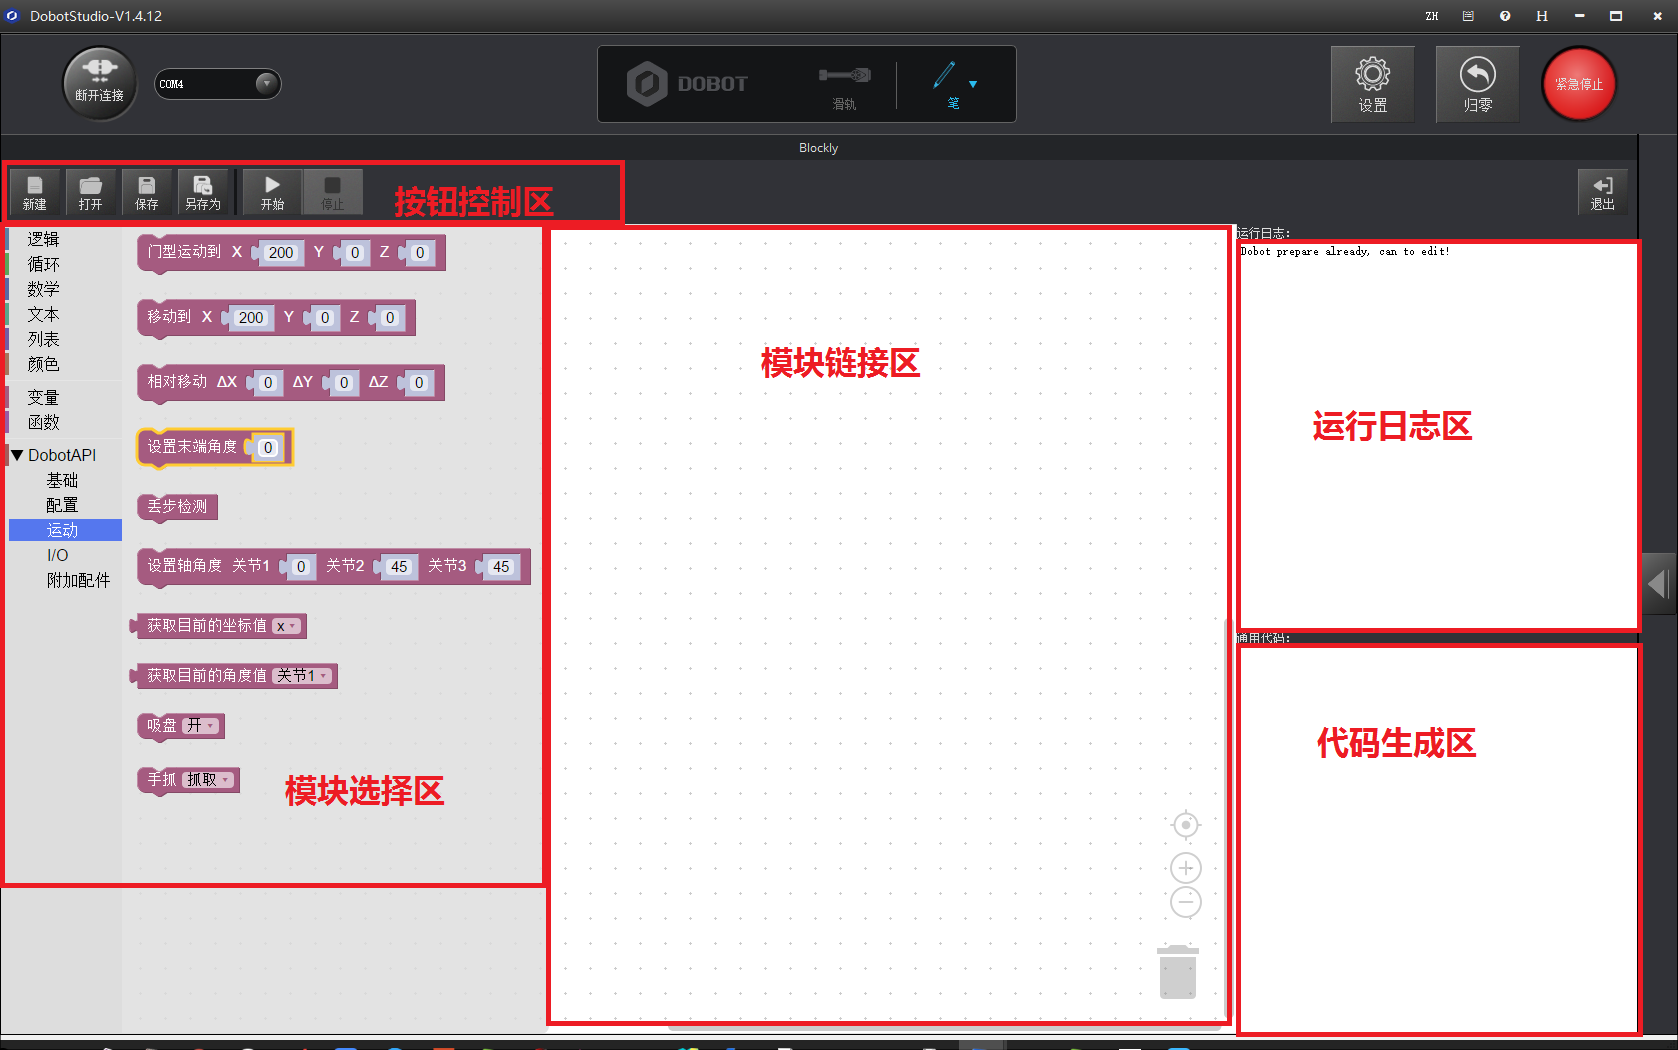 DobotStudio-V1.4.12
ZH
H
断开连接
COM4
DOBOT
滑轨
笔
设置
归零
紧急停止
Blockly
新建
打开
保存
另存为
开始
停止
按钮控制区
退出
逻辑
循环
数学
文本
列表
颜色
变量
函数
DobotAPI
基础
配置
运动
I/O
附加配件
门型运动到 X 200 Y 0 Z 0
移动到 X 200 Y 0 Z 0
相对移动 ΔX 0 ΔY 0 ΔZ 0
设置末端角度 0
丢步检测
设置轴角度 关节1 0 关节2 45 关节3 45
获取目前的坐标值 x
获取目前的角度值 关节1
吸盘 开
手抓 抓取
模块选择区
模块链接区
运行日志:
Dobot prepare already, can to edit!
运行日志区
通用代码:
代码生成区